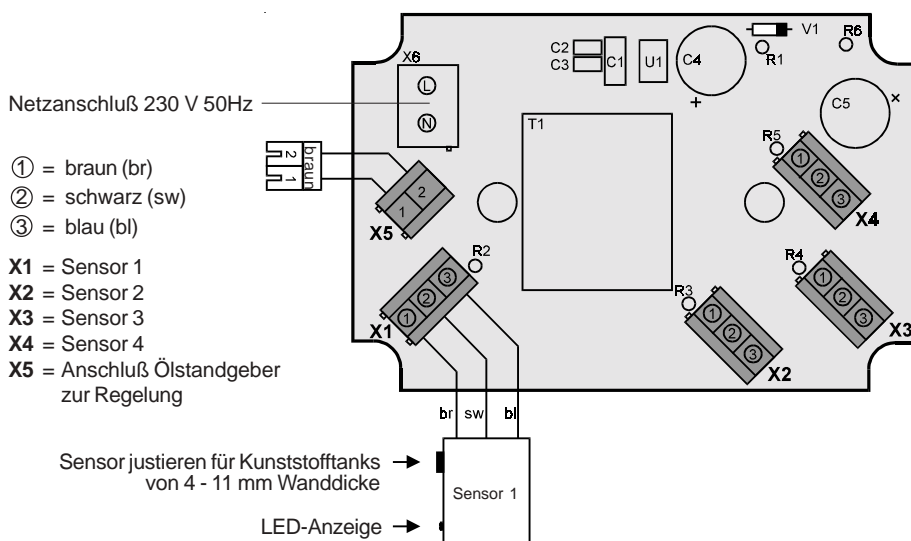 Netzanschluß 230 V 50Hz
① = braun (br)
② = schwarz (sw)
③ = blau (bl)
X1 = Sensor 1
X2 = Sensor 2
X3 = Sensor 3
X4 = Sensor 4
X5 = Anschluß Ölstandgeber
zur Regelung
Sensor justieren für Kunststofftanks
von 4 - 11 mm Wanddicke
LED-Anzeige
X6
L
N
braun
2
1
2
1
X5
R2
3
2
1
X1
br sw bl
Sensor 1
C2
C3
C1
U1
C4
+
V1
R1
R6
C5
×
T1
R5
1
2
3
X4
R4
1
2
3
X3
R3
1
2
3
X2